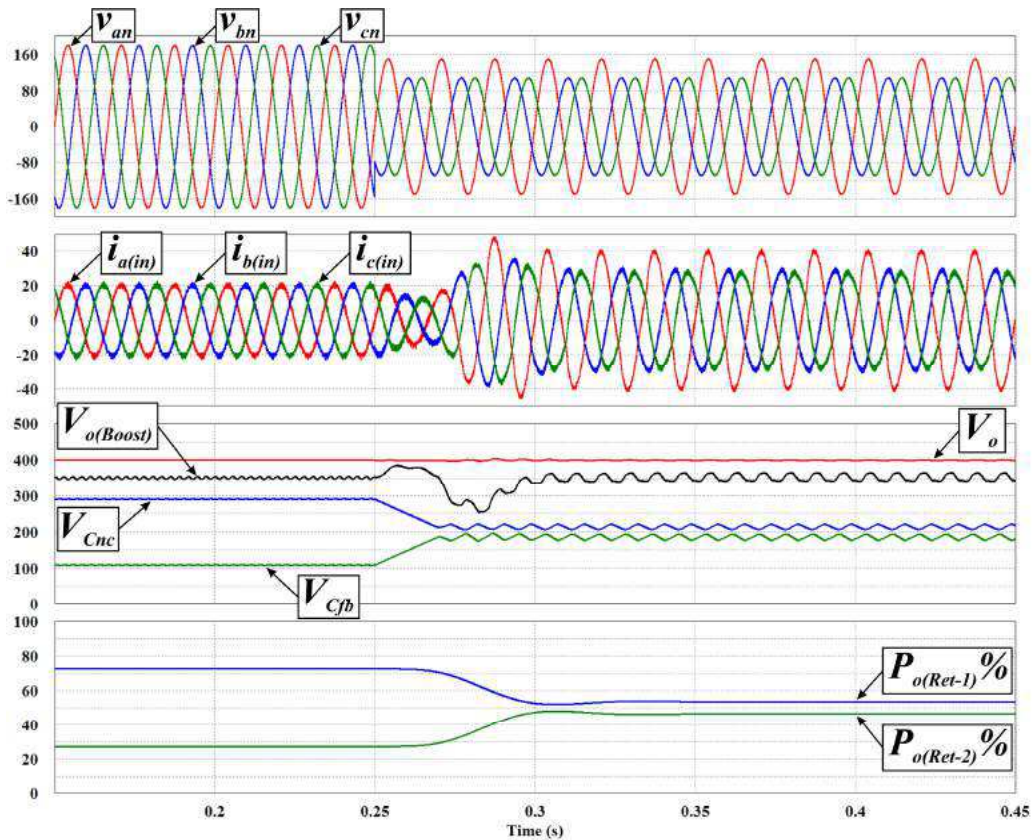 v_an v_bn v_cn
160
80
0
-80
-160
i_a(in) i_b(in) i_c(in)
40
20
0
-20
-40
500
V_o(Boost) V_o
400
300
V_Cnc
200
100
V_Cfb
0
100
80
P_o(Ret-1)%
60
40
P_o(Ret-2)%
20
0
0.2 0.25 0.3 0.35 0.4 0.45
Time (s)